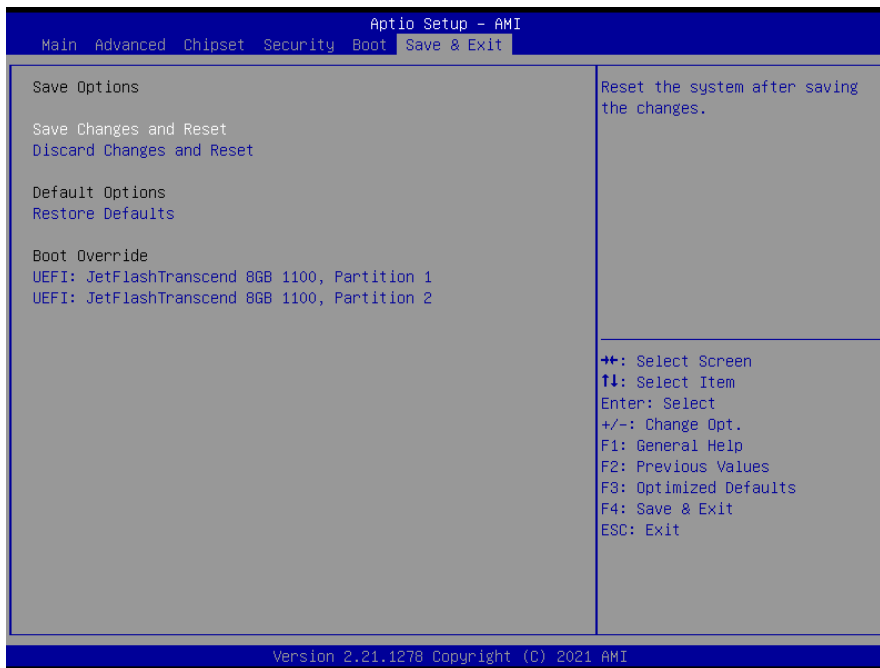 Aptio Setup – AMI
Main Advanced Chipset Security Boot Save & Exit
Save Options
Save Changes and Reset
Discard Changes and Reset
Default Options
Restore Defaults
Boot Override
UEFI: JetFlashTranscend 8GB 1100, Partition 1
UEFI: JetFlashTranscend 8GB 1100, Partition 2
Reset the system after saving
the changes.
→←: Select Screen
↑↓: Select Item
Enter: Select
+/-: Change Opt.
F1: General Help
F2: Previous Values
F3: Optimized Defaults
F4: Save & Exit
ESC: Exit
Version 2.21.1278 Copyright (C) 2021 AMI